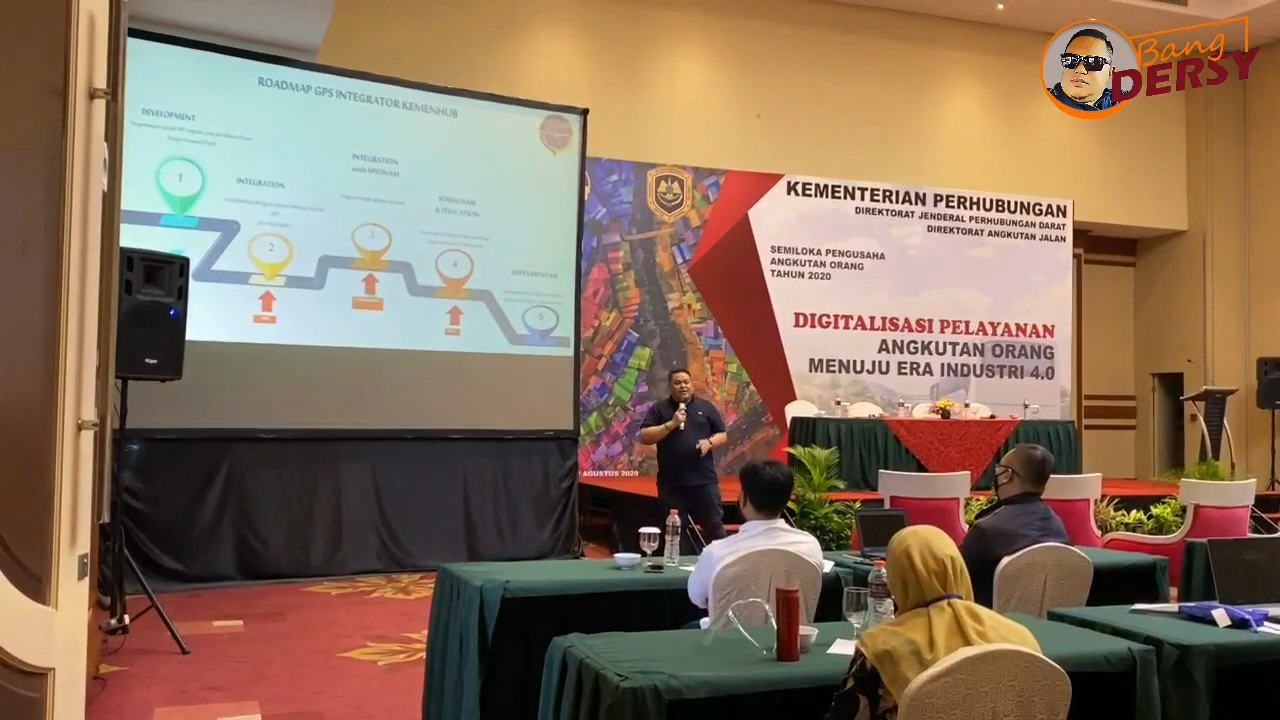 Bang
DERSY
ROADMAP GPS INTEGRATOR KEMENHUB
DEVELOPMENT
1
INTEGRATION
2
INTEGRATION
with SPIONAM
3
SOSIALISASI
& EDUCATION
4
IMPLEMENTASI
5
KEMENTERIAN PERHUBUNGAN
DIREKTORAT JENDERAL PERHUBUNGAN DARAT
DIREKTORAT ANGKUTAN JALAN
SEMILOKA PENGUSAHA
ANGKUTAN ORANG
TAHUN 2020
DIGITALISASI PELAYANAN
ANGKUTAN ORANG
MENUJU ERA INDUSTRI 4.0
AGUSTUS 2020